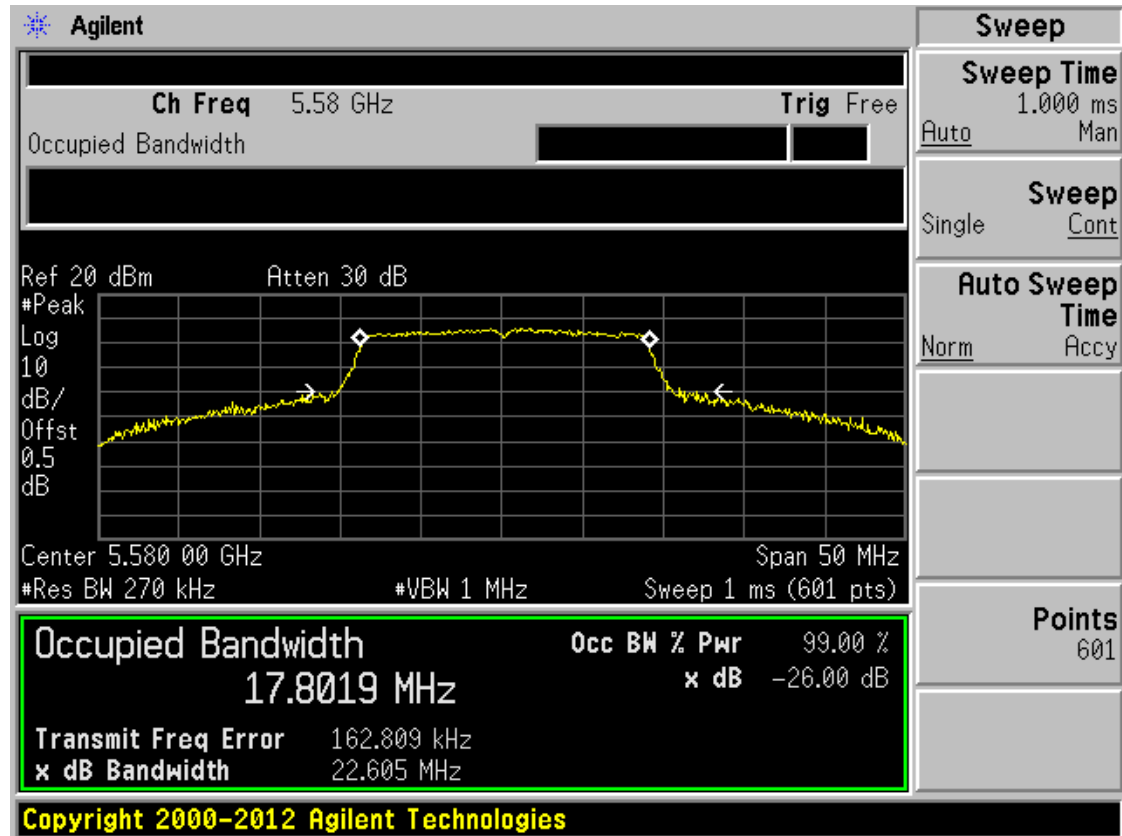 Agilent
Ch Freq 5.58 GHz Trig Free
Occupied Bandwidth
Ref 20 dBm Atten 30 dB
#Peak
Log
10
dB/
Offst
0.5
dB
Center 5.580 00 GHz Span 50 MHz
#Res BW 270 kHz #VBW 1 MHz Sweep 1 ms (601 pts)
Occupied Bandwidth Occ BW % Pwr 99.00 %
17.8019 MHz x dB -26.00 dB
Transmit Freq Error 162.809 kHz
x dB Bandwidth 22.605 MHz
Copyright 2000-2012 Agilent Technologies
Sweep
Sweep Time
1.000 ms
Auto Man
Sweep
Single Cont
Auto Sweep
Time
Norm Accy
Points
601